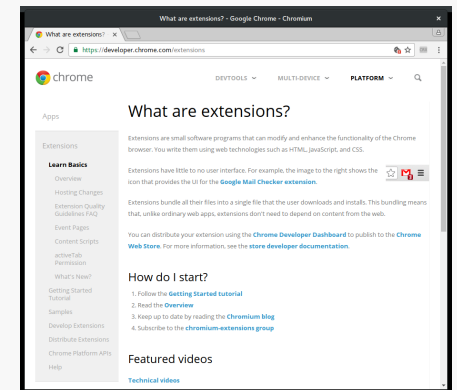 What are extensions? - Google Chrome - Chromium
What are extensions?
https://developer.chrome.com/extensions
chrome
DEVTOOLS
MULTI-DEVICE
PLATFORM
Apps
Extensions
Learn Basics
Overview
Hosting Changes
Extension Quality
Guidelines FAQ
Event Pages
Content Scripts
activeTab
Permission
What's New?
Getting Started
Tutorial
Samples
Develop Extensions
Distribute Extensions
Chrome Platform APIs
Help
What are extensions?
Extensions are small software programs that can modify and enhance the functionality of the Chrome
browser. You write them using web technologies such as HTML, JavaScript, and CSS.
Extensions have little to no user interface. For example, the image to the right shows the
icon that provides the UI for the Google Mail Checker extension.
Extensions bundle all their files into a single file that the user downloads and installs. This bundling means
that, unlike ordinary web apps, extensions don't need to depend on content from the web.
You can distribute your extension using the Chrome Developer Dashboard to publish to the Chrome
Web Store. For more information, see the store developer documentation.
How do I start?
1. Follow the Getting Started tutorial
2. Read the Overview
3. Keep up to date by reading the Chromium blog
4. Subscribe to the chromium-extensions group
Featured videos
Technical videos